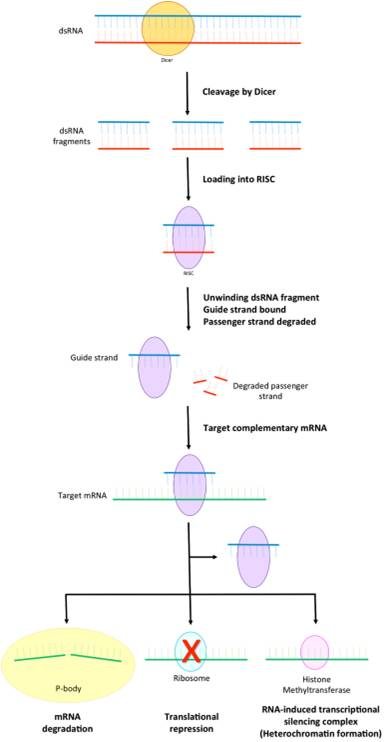 dsRNA
Dicer
Cleavage by Dicer
dsRNA
fragments
Loading into RISC
RISC
Unwinding dsRNA fragment
Guide strand bound
Passenger strand degraded
Guide strand
Degraded passenger
strand
Target complementary mRNA
Target mRNA
P-body
Ribosome
Histone
Methyltransferase
mRNA
degradation
Translational
repression
RNA-induced transcriptional
silencing complex
(Heterochromatin formation)